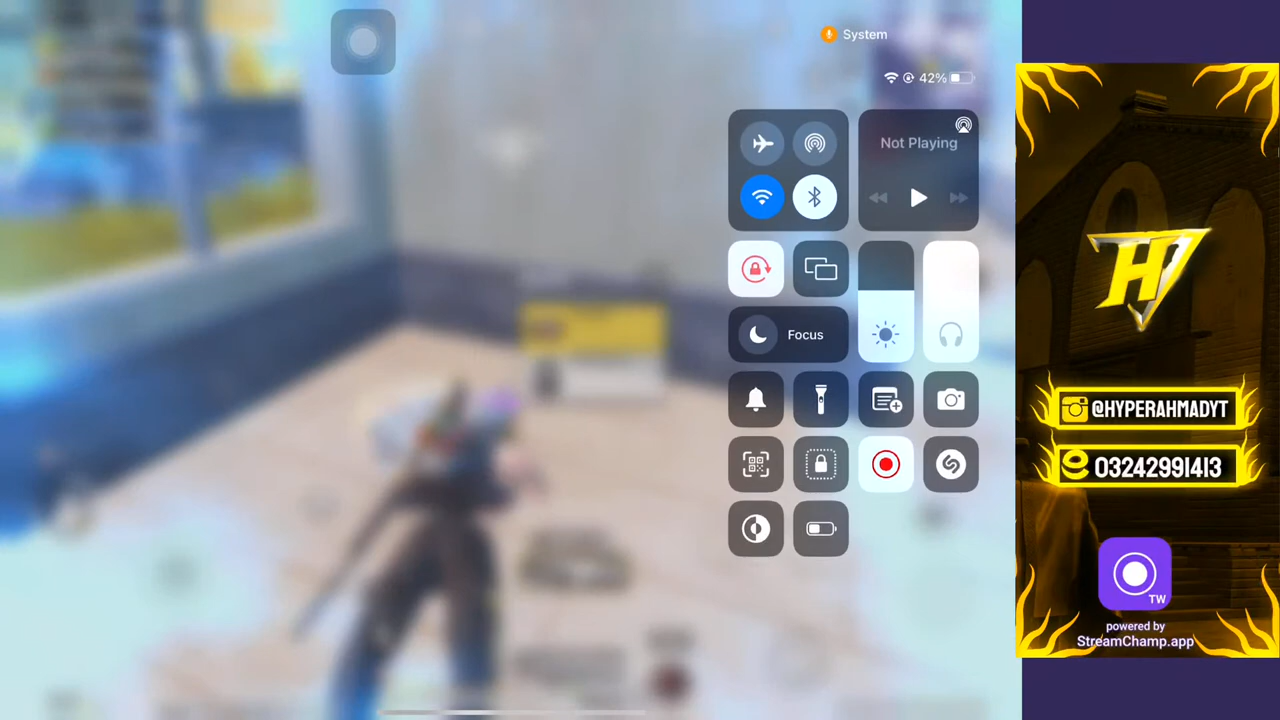 System
42%
Not Playing
Focus
H
@HYPERAHMADYT
03242991413
TW
powered by
StreamChamp.app